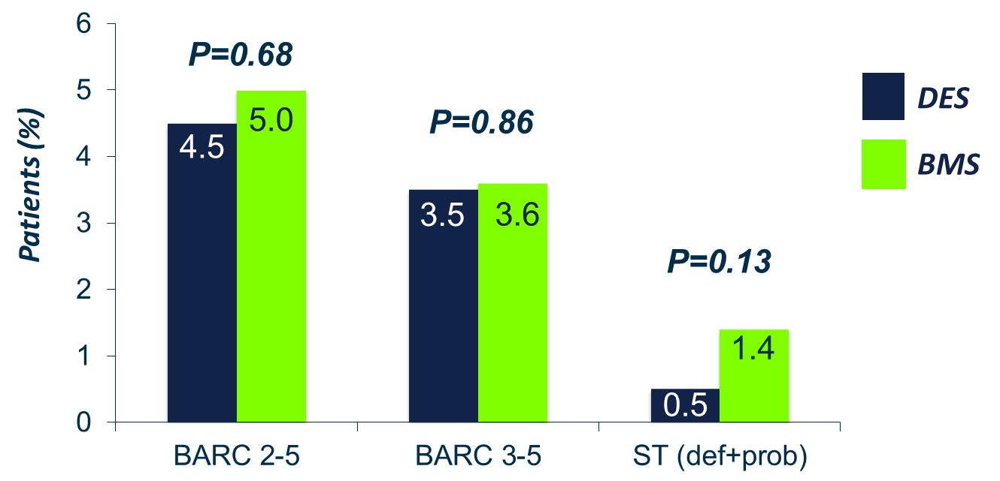 6
5
4
3
2
1
0
Patients (%)
P=0.68
P=0.86
P=0.13
4.5
5.0
3.5
3.6
0.5
1.4
BARC 2-5
BARC 3-5
ST (def+prob)
DES
BMS